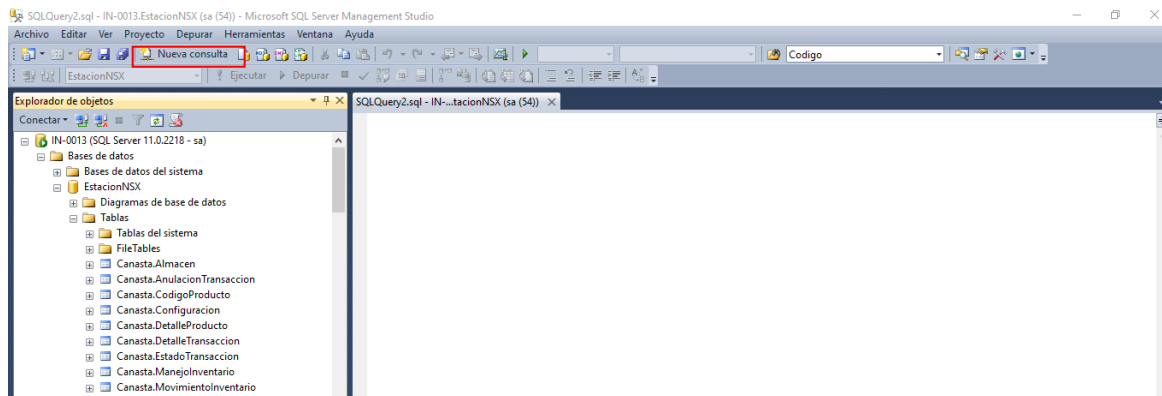 SQLQuery2.sql - IN-0013.EstacionNSX (sa (54)) - Microsoft SQL Server Management Studio
Archivo Editar Ver Proyecto Depurar Herramientas Ventana Ayuda
Nueva consulta Codigo
EstacionNSX Ejecutar Depurar
Explorador de objetos SQLQuery2.sql - IN-...tacionNSX (sa (54))
Conectar
IN-0013 (SQL Server 11.0.2218 - sa)
Bases de datos
Bases de datos del sistema
EstacionNSX
Diagramas de base de datos
Tablas
Tablas del sistema
FileTables
Canasta.Almacen
Canasta.AnulacionTransaccion
Canasta.CodigoProducto
Canasta.Configuracion
Canasta.DetalleProducto
Canasta.DetalleTransaccion
Canasta.EstadoTransaccion
Canasta.ManejoInventario
Canasta.MovimientoInventario